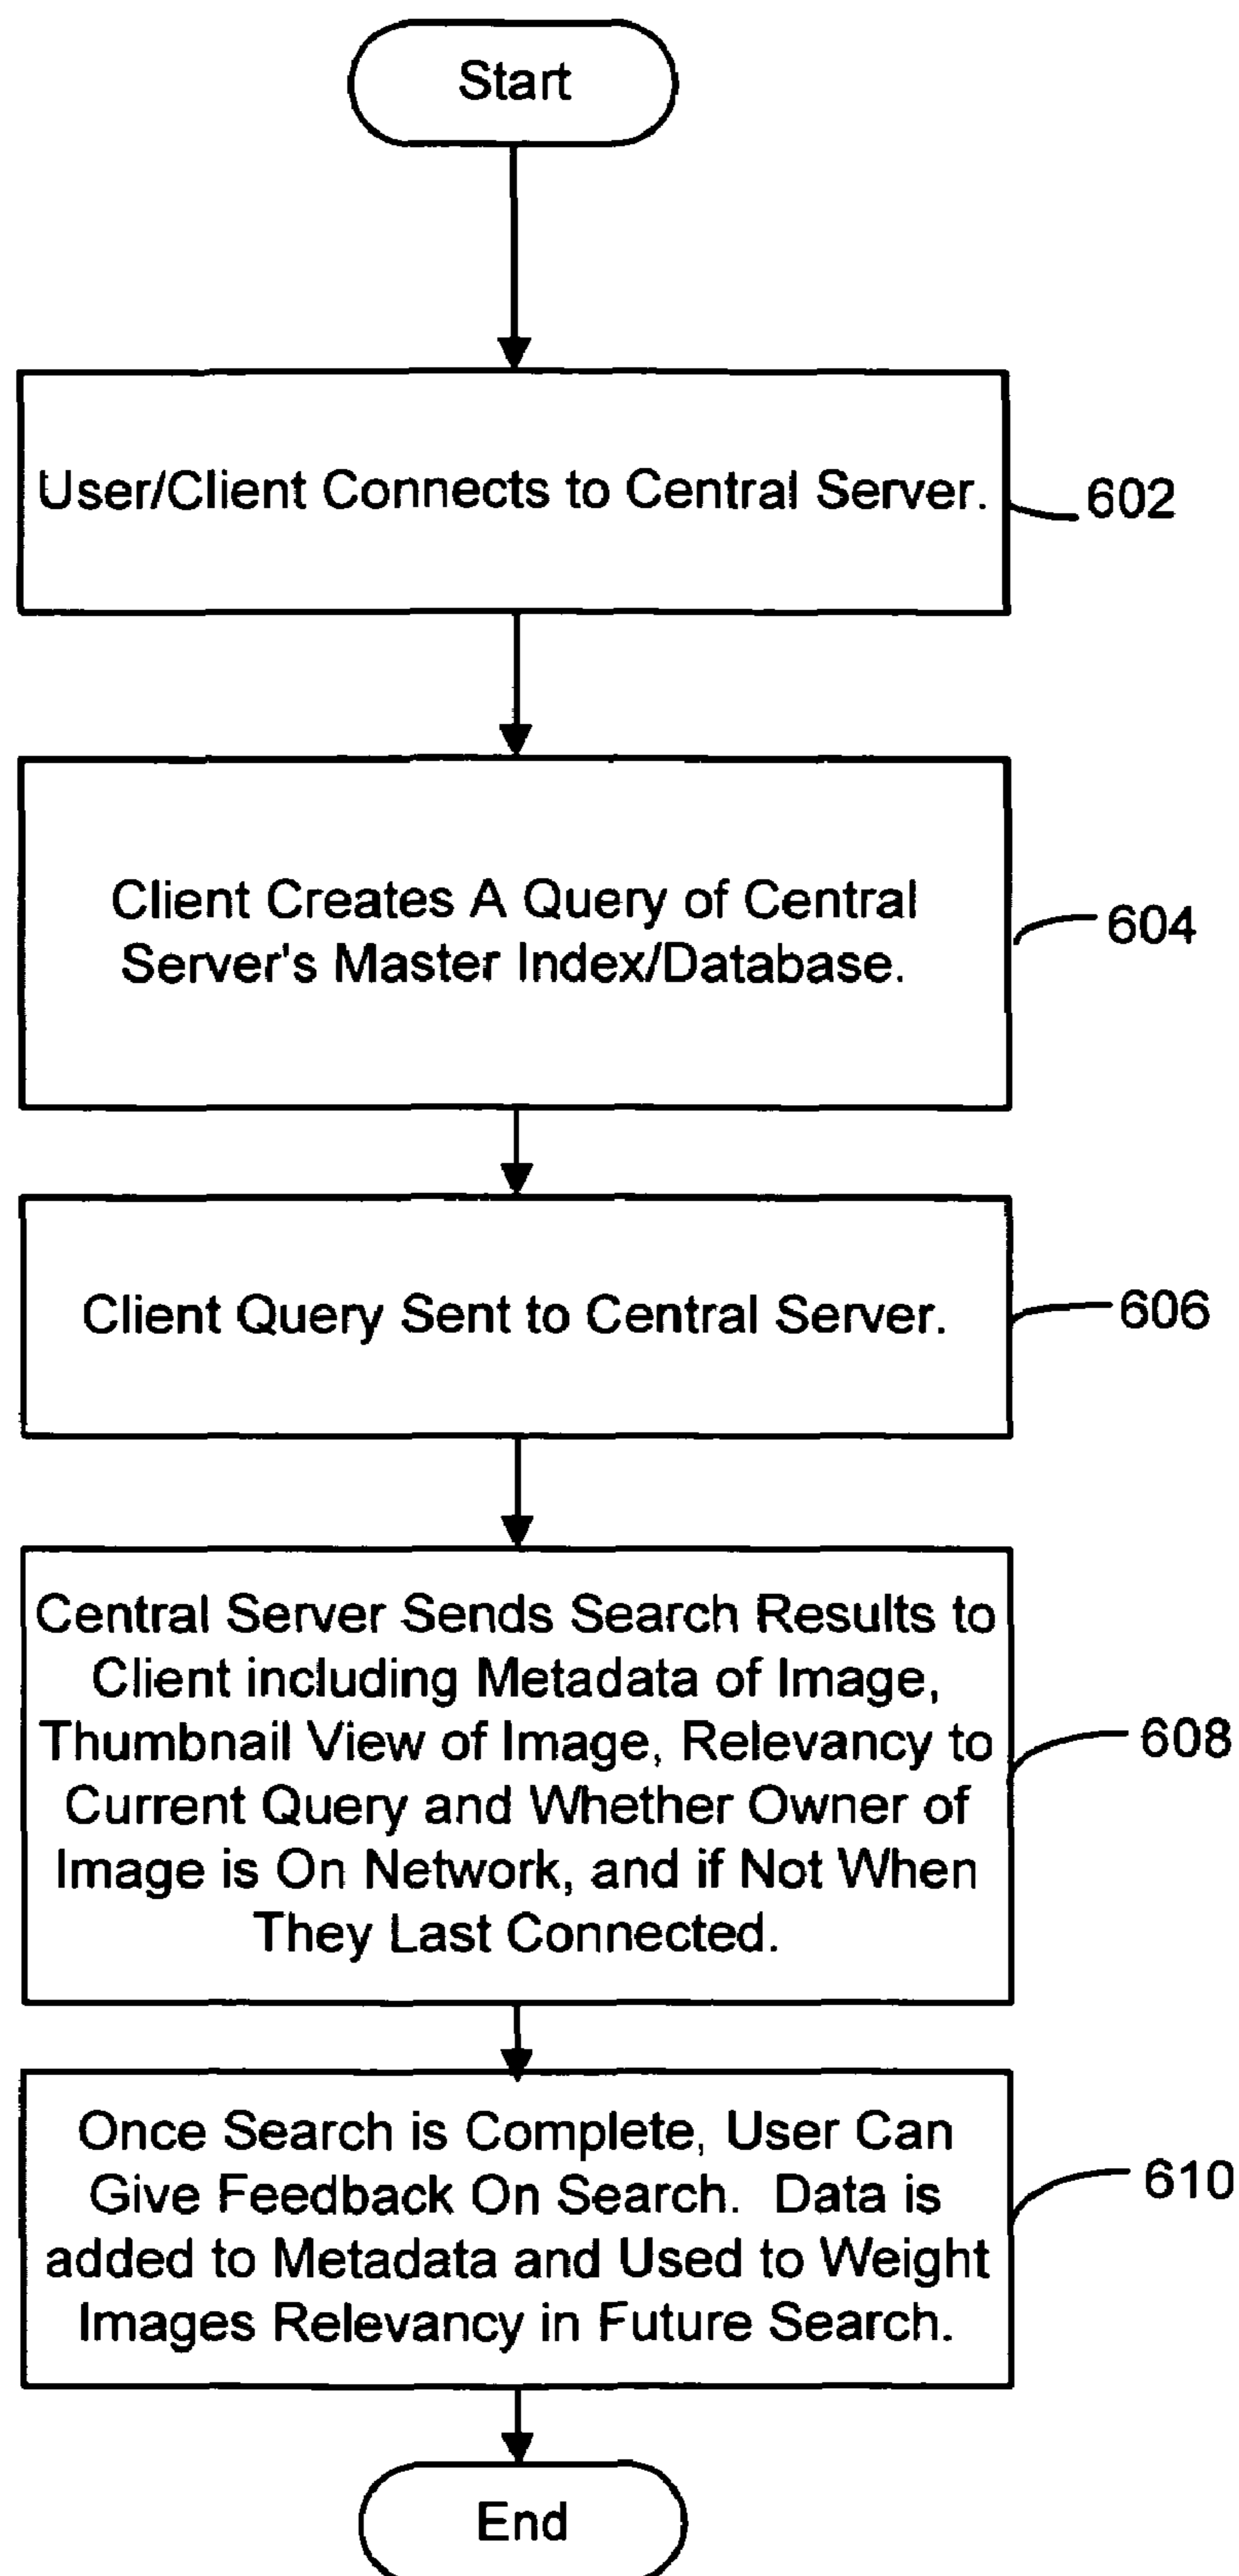 Start
User/Client Connects to Central Server.
602
Client Creates A Query of Central
Server's Master Index/Database.
604
Client Query Sent to Central Server.
606
Central Server Sends Search Results to
Client including Metadata of Image,
Thumbnail View of Image, Relevancy to
Current Query and Whether Owner of
Image is On Network, and if Not When
They Last Connected.
608
Once Search is Complete, User Can
Give Feedback On Search. Data is
added to Metadata and Used to Weight
Images Relevancy in Future Search.
610
End